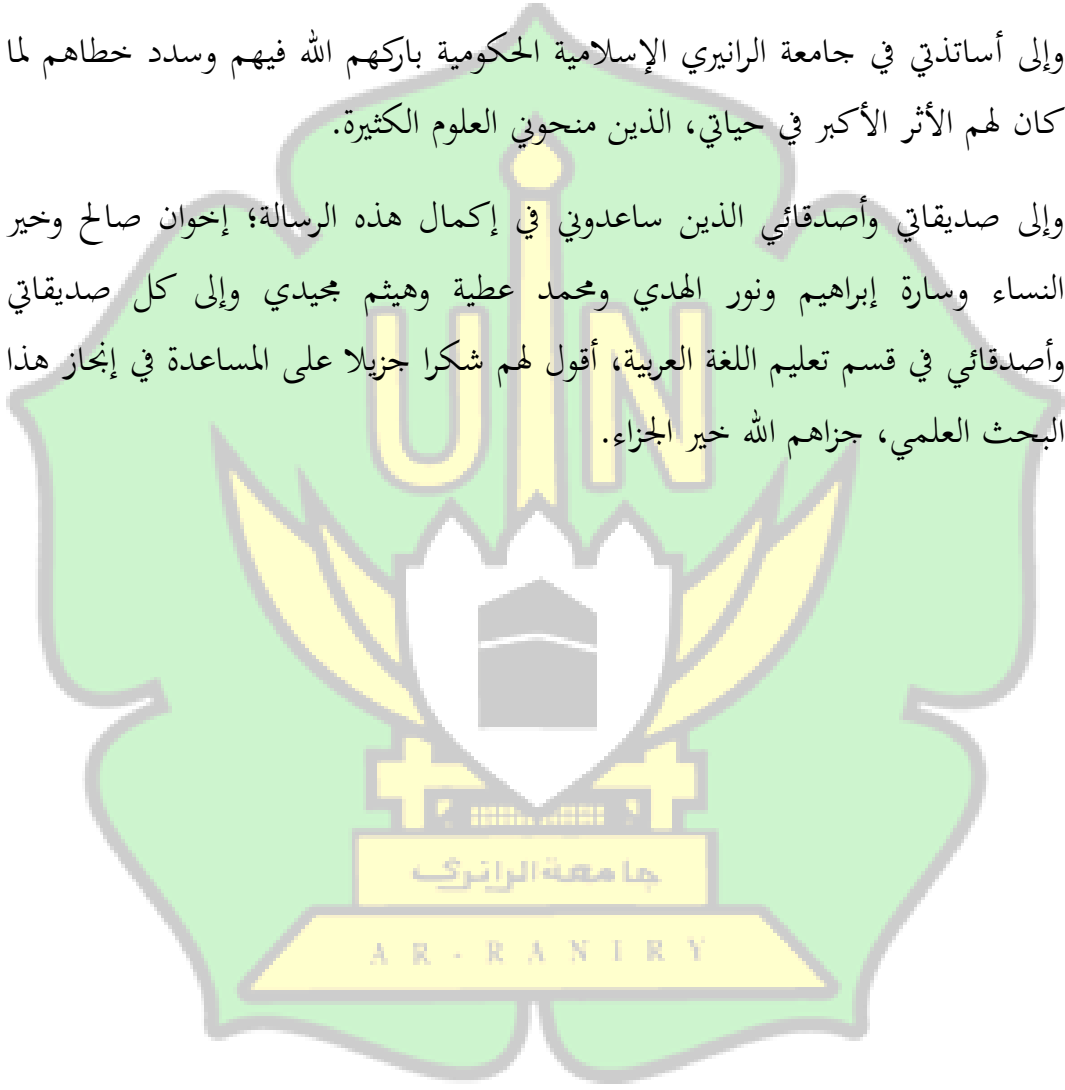 وإلى أساتذتي في جامعة الرانيري الإسلامية الحكومية باركهم الله فيهم وسدد خطاهم لما
كان لهم الأثر الأكبر في حياتي، الذين منحوني العلوم الكثيرة.
وإلى صديقاتي وأصدقائي الذين ساعدوني في إكمال هذه الرسالة؛ إخوان صالح وخير
النساء وسارة إبراهيم ونور الهدي ومحمد عطية وهيثم مجيدي وإلى كل صديقاتي
وأصدقائي في قسم تعليم اللغة العربية، أقول لهم شكرا جزيلا على المساعدة في إنجاز هذا
البحث العلمي، جزاهم الله خير الجزاء.
UIN
جامعة الرانري
AR-RANIRY